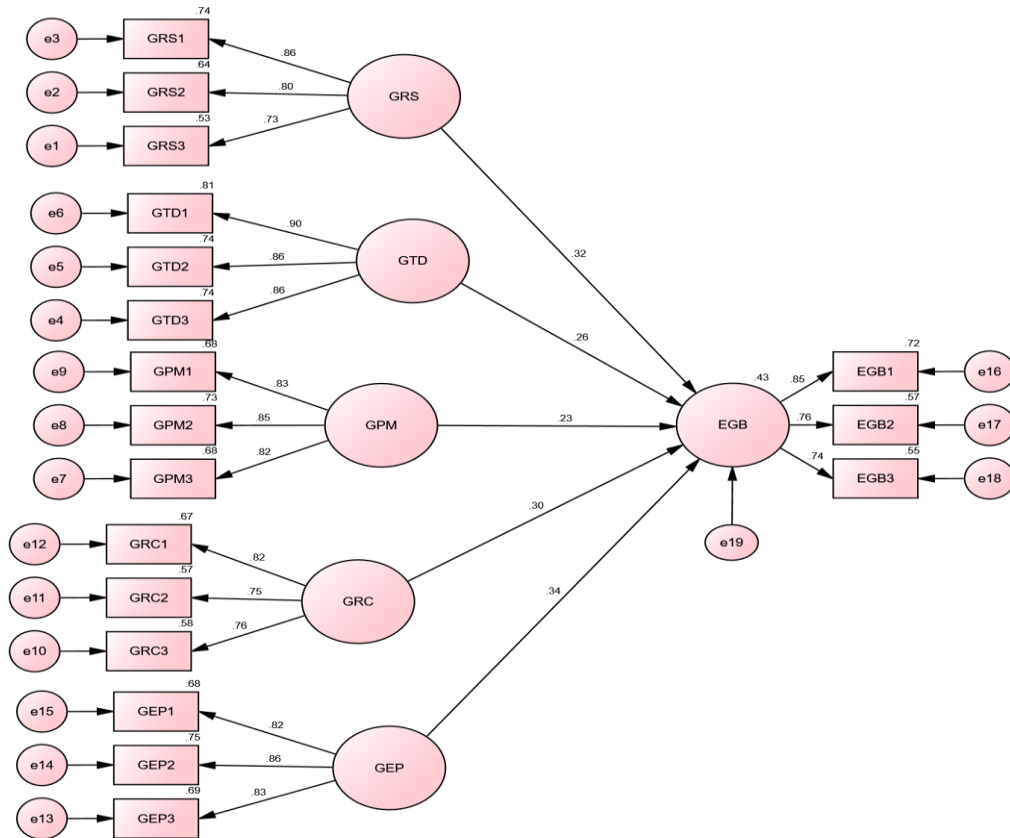 .74
e3
GRS1
.86
.64
e2
GRS2
.80
GRS
.53
e1
GRS3
.73
.81
e6
GTD1
.90
.74
e5
GTD2
.86
GTD
.32
.74
e4
GTD3
.86
.26
.68
e9
GPM1
.83
.73
e8
GPM2
.85
GPM
.23
.68
e7
GPM3
.82
.43
EGB
.72
.85
EGB1
e16
.57
.76
EGB2
e17
.55
.74
EGB3
e18
e19
.67
e12
GRC1
.82
.30
.57
e11
GRC2
.75
GRC
.34
.58
e10
GRC3
.76
.68
e15
GEP1
.82
.75
e14
GEP2
.86
GEP
.69
e13
GEP3
.83